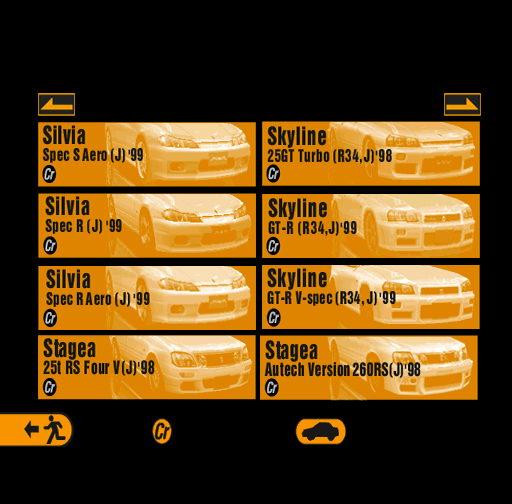 Silvia
Spec S Aero (J) '99
Cr
Silvia
Spec R (J) '99
Cr
Silvia
Spec R Aero (J) '99
Cr
Stagea
25t RS Four V(J)'98
Cr
Skyline
25GT Turbo (R34,J)'98
Cr
Skyline
GT-R (R34,J)'99
Cr
Skyline
GT-R V-spec (R34,J)'99
Cr
Stagea
Autech Version 260RS(J)'98
Cr
Cr